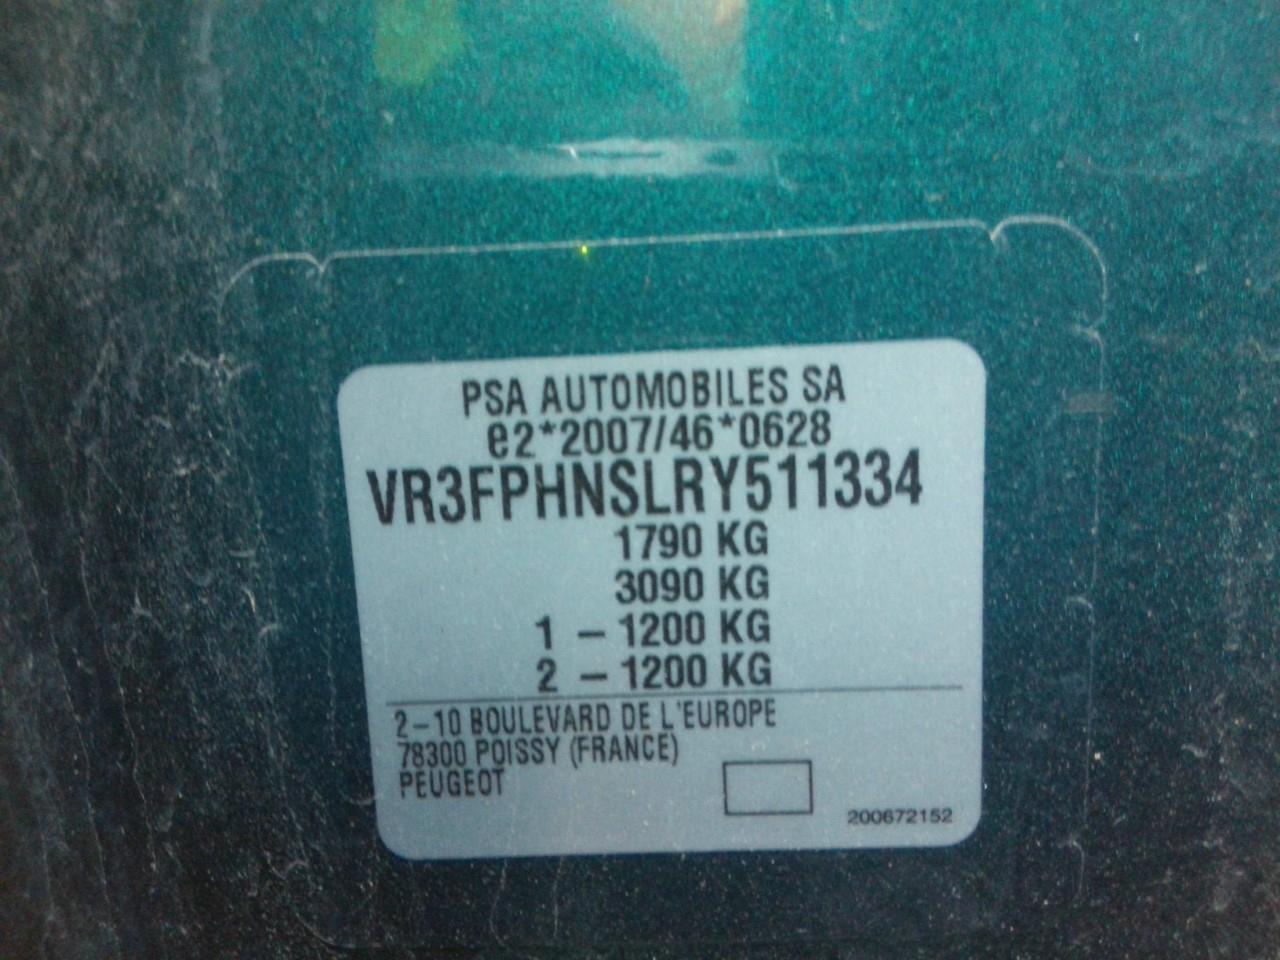 PSA AUTOMOBILES SA
e2*2007/46*0628
VR3FPHNSLRY511334
1790 KG
3090 KG
1 – 1200 KG
2 – 1200 KG
2–10 BOULEVARD DE L'EUROPE
78300 POISSY (FRANCE)
PEUGEOT
200672152